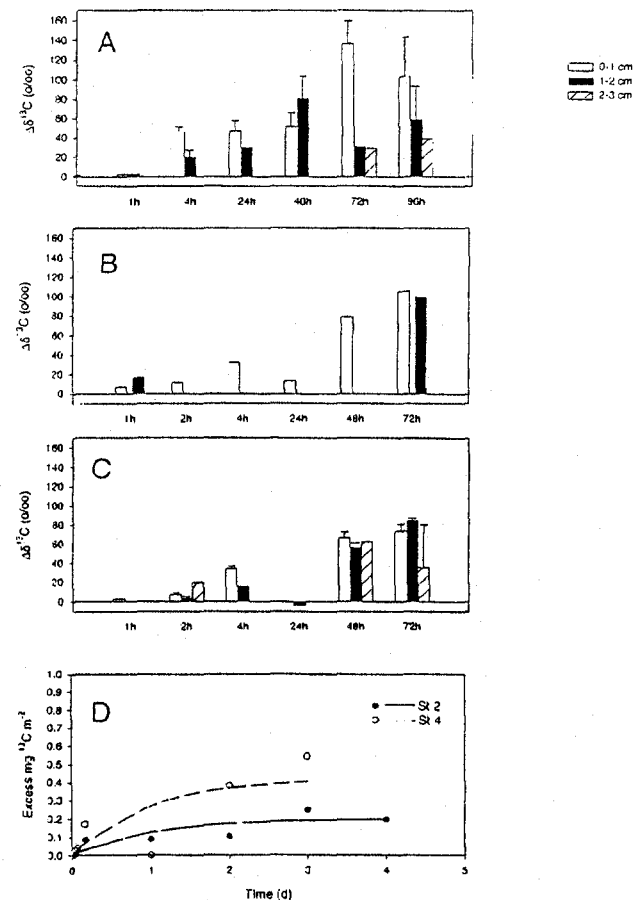 A
Δδ¹³C (o/oo)
160
140
120
100
80
60
40
20
0
1h
4h
24h
72h
0-1 cm
1-2 cm
2-3 cm
B
Δδ¹³C (o/oo)
160
140
120
100
80
60
40
20
0
1h
2h
4h
24h
48h
72h
C
Δδ¹³C (o/oo)
160
140
120
100
80
60
40
20
0
1h
2h
4h
24h
48h
72h
D
Excess mg ¹³C m⁻²
1.0
0.9
0.8
0.7
0.6
0.5
0.4
0.3
0.2
0.1
0.0
St 2
St 4
0
1
2
3
4
5
Time (d)